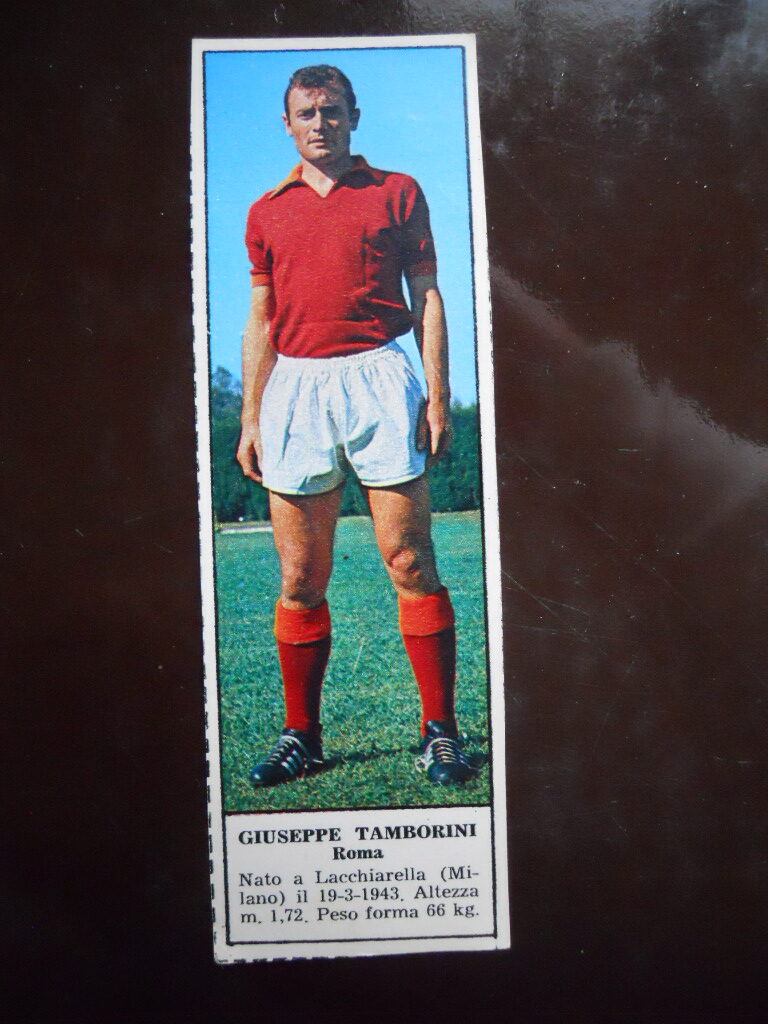 GIUSEPPE TAMBORINI
Roma
Nato a Lacchiarella (Mi-
lano) il 19-3-1943. Altezza
m. 1,72. Peso forma 66 kg.